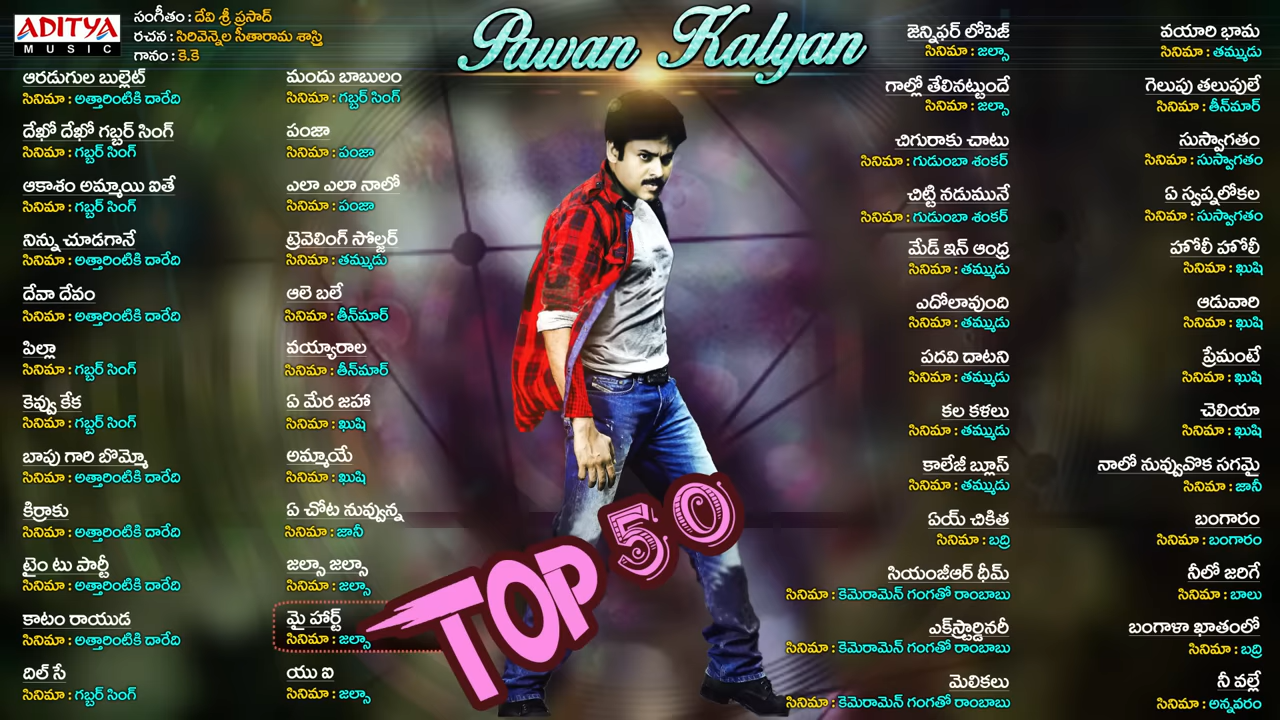 ADITYA
MUSIC
సంగీతం : దేవి శ్రీ ప్రసాద్
రచన : సిరివెన్నెల సీతారామ శాస్త్రి
గానం : కె.కె
Pawan Kalyan
ఆరడుగుల బుల్లెట్
సినిమా : అత్తారింటికి దారేది
దేఖో దేఖో గబ్బర్ సింగ్
సినిమా : గబ్బర్ సింగ్
ఆకాశం అమ్మాయి ఐతే
సినిమా : గబ్బర్ సింగ్
నిన్ను చూడగానే
సినిమా : అత్తారింటికి దారేది
దేవా దేవం
సినిమా : అత్తారింటికి దారేది
పిల్లా
సినిమా : గబ్బర్ సింగ్
కెవ్వు కేక
సినిమా : గబ్బర్ సింగ్
బాపు గారి బొమ్మో
సినిమా : అత్తారింటికి దారేది
కిర్రాకు
సినిమా : అత్తారింటికి దారేది
టైం టు పార్టీ
సినిమా : అత్తారింటికి దారేది
కాటం రాయుడ
సినిమా : అత్తారింటికి దారేది
దిల్ సే
సినిమా : గబ్బర్ సింగ్
మందు బాబులం
సినిమా : గబ్బర్ సింగ్
పంజా
సినిమా : పంజా
ఎలా ఎలా నాలో
సినిమా : పంజా
ట్రెవెలింగ్ సోల్జర్
సినిమా : తమ్ముడు
ఆలె బలే
సినిమా : తీన్‌మార్
వయ్యారాల
సినిమా : తీన్‌మార్
ఏ మేర జహా
సినిమా : ఖుషి
అమ్మాయే
సినిమా : ఖుషి
ఏ చోట నువ్వున్న
సినిమా : జానీ
జల్సా జల్సా
సినిమా : జల్సా
మై హార్ట్
సినిమా : జల్సా
యు ఐ
సినిమా : జల్సా
TOP 50
జెన్నిఫర్ లోపెజ్
సినిమా : జల్సా
గాల్లో తేలినట్టుందే
సినిమా : జల్సా
చిగురాకు చాటు
సినిమా : గుడుంబా శంకర్
చిట్టి నడుమునే
సినిమా : గుడుంబా శంకర్
మేడ్ ఇన్ ఆంధ్ర
సినిమా : తమ్ముడు
ఎదోలావుంది
సినిమా : తమ్ముడు
పదవి దాటని
సినిమా : తమ్ముడు
కల కళలు
సినిమా : తమ్ముడు
కాలేజీ బ్లూస్
సినిమా : తమ్ముడు
ఏయ్ చికిత
సినిమా : బద్రి
సియంజీఆర్ థీమ్
సినిమా : కెమెరామెన్ గంగతో రాంబాబు
ఎక్‌స్ట్రార్డినరీ
సినిమా : కెమెరామెన్ గంగతో రాంబాబు
మెలికలు
సినిమా : కెమెరామెన్ గంగతో రాంబాబు
వయారి భామ
సినిమా : తమ్ముడు
గెలుపు తలుపులే
సినిమా : తీన్‌మార్
సుస్వాగతం
సినిమా : సుస్వాగతం
ఏ స్వప్నలోకల
సినిమా : సుస్వాగతం
హోలీ హోలీ
సినిమా : ఖుషి
ఆడువారి
సినిమా : ఖుషి
ప్రేమంటే
సినిమా : ఖుషి
చెలియా
సినిమా : ఖుషి
నాలో నువ్వువొక సగమై
సినిమా : జానీ
బంగారం
సినిమా : బంగారం
నీలో జరిగే
సినిమా : బాలు
బంగాళా ఖాతంలో
సినిమా : బద్రి
నీ వల్లే
సినిమా : అన్నవరం